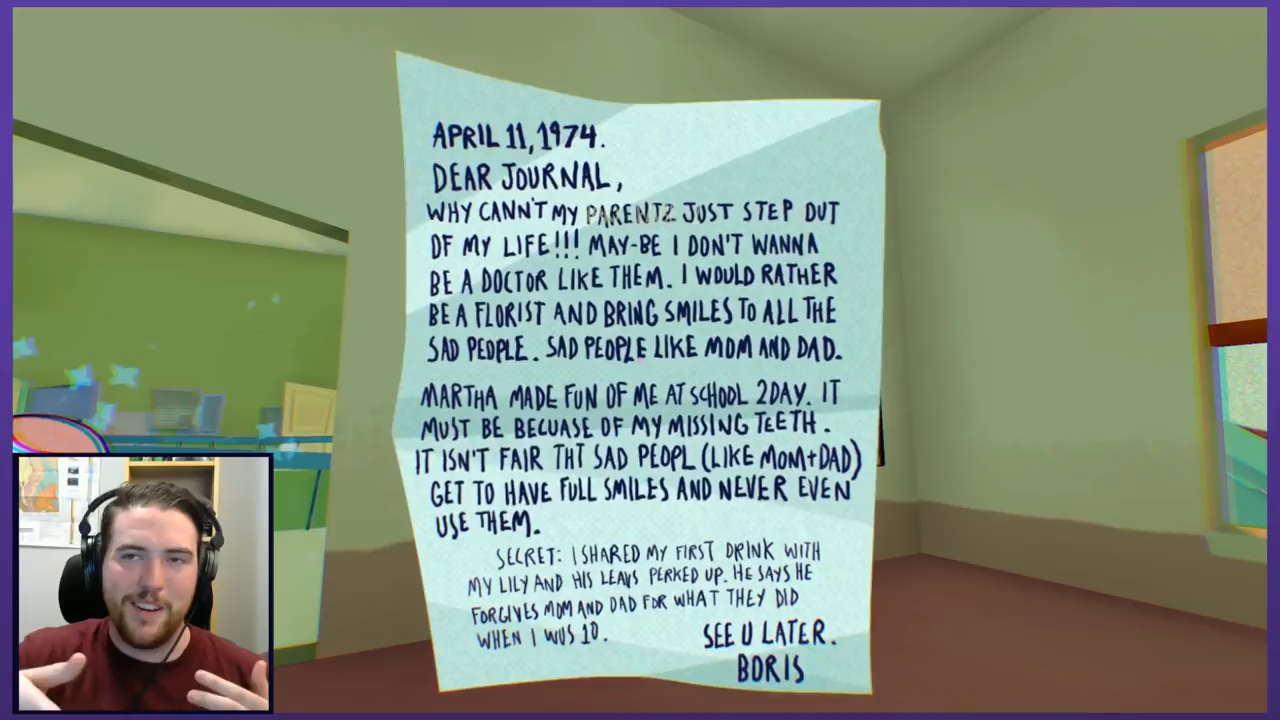 APRIL 11, 1974.
DEAR JOURNAL,
WHY CANN'T MY PARENTZ JUST STEP OUT
OF MY LIFE!!! MAY-BE I DON'T WANNA
BE A DOCTOR LIKE THEM. I WOULD RATHER
BE A FLORIST AND BRING SMILES TO ALL THE
SAD PEOPLE. SAD PEOPLE LIKE MOM AND DAD.
MARTHA MADE FUN OF ME AT SCHOOL 2DAY. IT
MUST BE BECUASE OF MY MISSING TEETH.
IT ISN'T FAIR THT SAD PEOPL (LIKE MOM+DAD)
GET TO HAVE FULL SMILES AND NEVER EVEN
USE THEM.
SECRET: I SHARED MY FIRST DRINK WITH
MY LILY AND HIS LEAVS PERKED UP. HE SAYS HE
FORGIVES MOM AND DAD FOR WHAT THEY DID
WHEN I WUS 10.
SEE U LATER.
BORIS